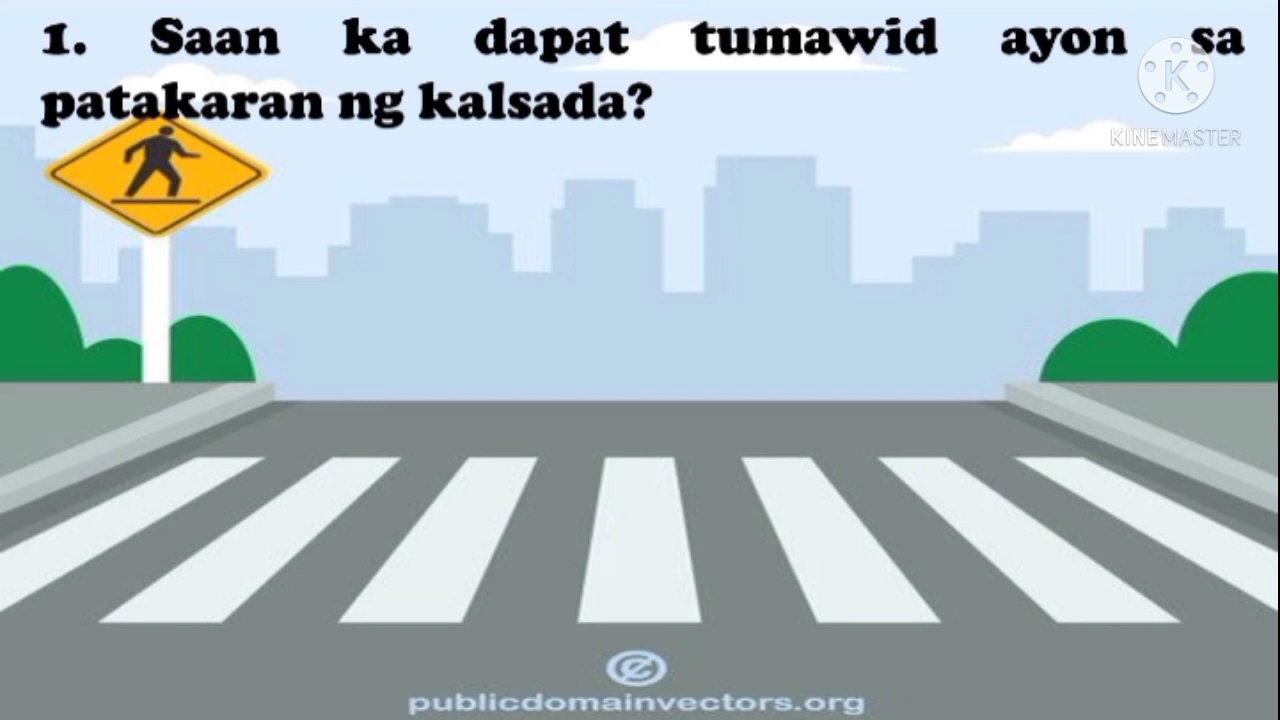 1. Saan ka dapat tumawid ayon sa
patakaran ng kalsada?
K
KINEMASTER
publicdomainvectors.org